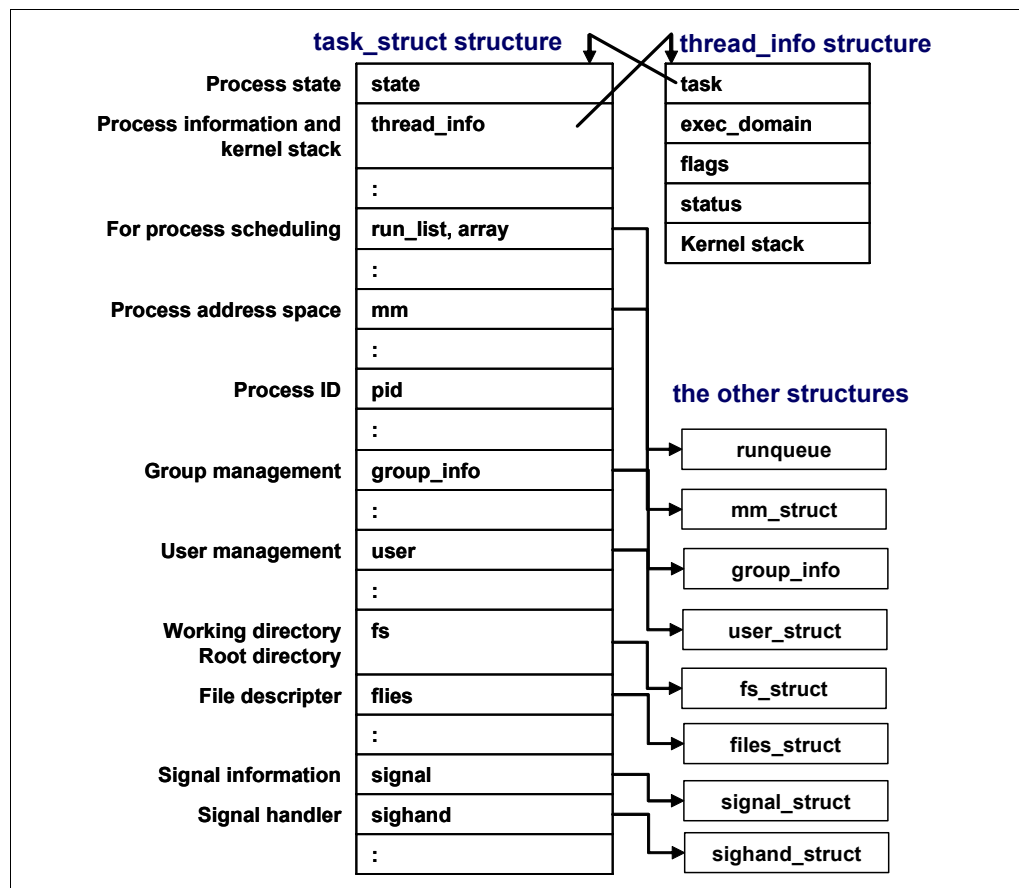 task_struct structure
thread_info structure
Process state
state
task
Process information and
kernel stack
thread_info
exec_domain
flags
:
status
For process scheduling
run_list, array
Kernel stack
:
Process address space
mm
:
Process ID
pid
the other structures
:
runqueue
Group management
group_info
:
mm_struct
User management
user
group_info
:
Working directory
Root directory
fs
user_struct
File descripter
flies
fs_struct
:
files_struct
Signal information
signal
signal_struct
Signal handler
sighand
:
sighand_struct